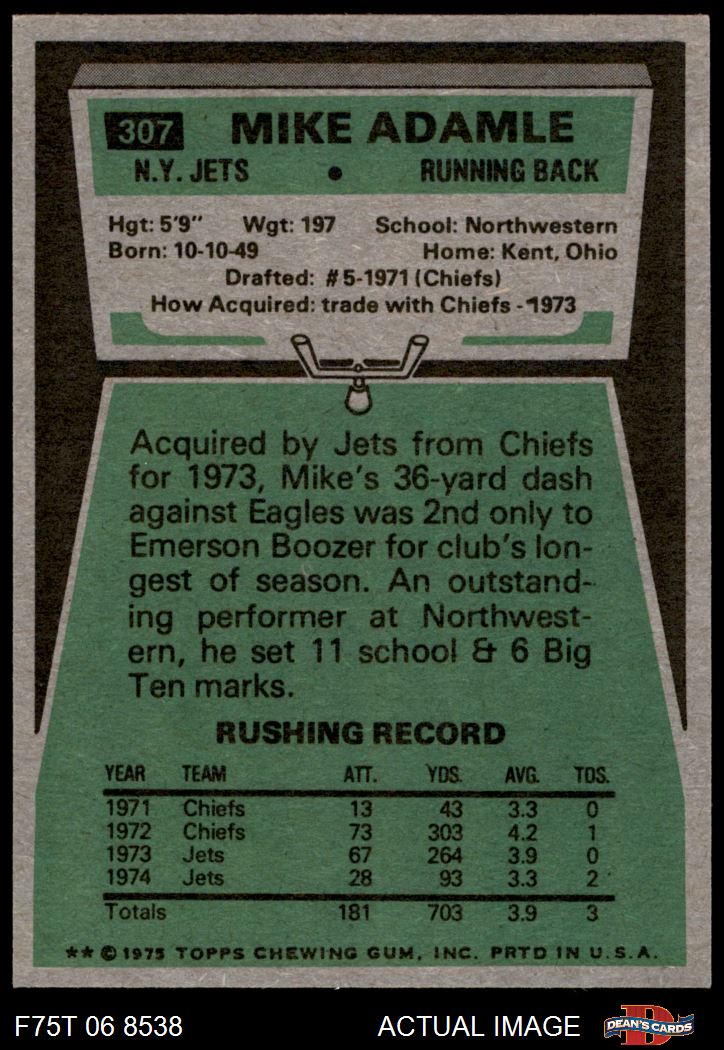 307 MIKE ADAMLE
N.Y. JETS • RUNNING BACK
Hgt: 5'9" Wgt: 197 School: Northwestern
Born: 10-10-49 Home: Kent, Ohio
Drafted: #5-1971 (Chiefs)
How Acquired: trade with Chiefs - 1973
Acquired by Jets from Chiefs
for 1973, Mike's 36-yard dash
against Eagles was 2nd only to
Emerson Boozer for club's lon-
gest of season. An outstand-
ing performer at Northwest-
ern, he set 11 school & 6 Big
Ten marks.
RUSHING RECORD
YEAR TEAM ATT. YDS. AVG. TDS.
1971 Chiefs 13 43 3.3 0
1972 Chiefs 73 303 4.2 1
1973 Jets 67 264 3.9 0
1974 Jets 28 93 3.3 2
Totals 181 703 3.9 3
** © 1975 TOPPS CHEWING GUM, INC. PRTD IN U.S.A.
F75T 06 8538 ACTUAL IMAGE D DEAN'S CARDS